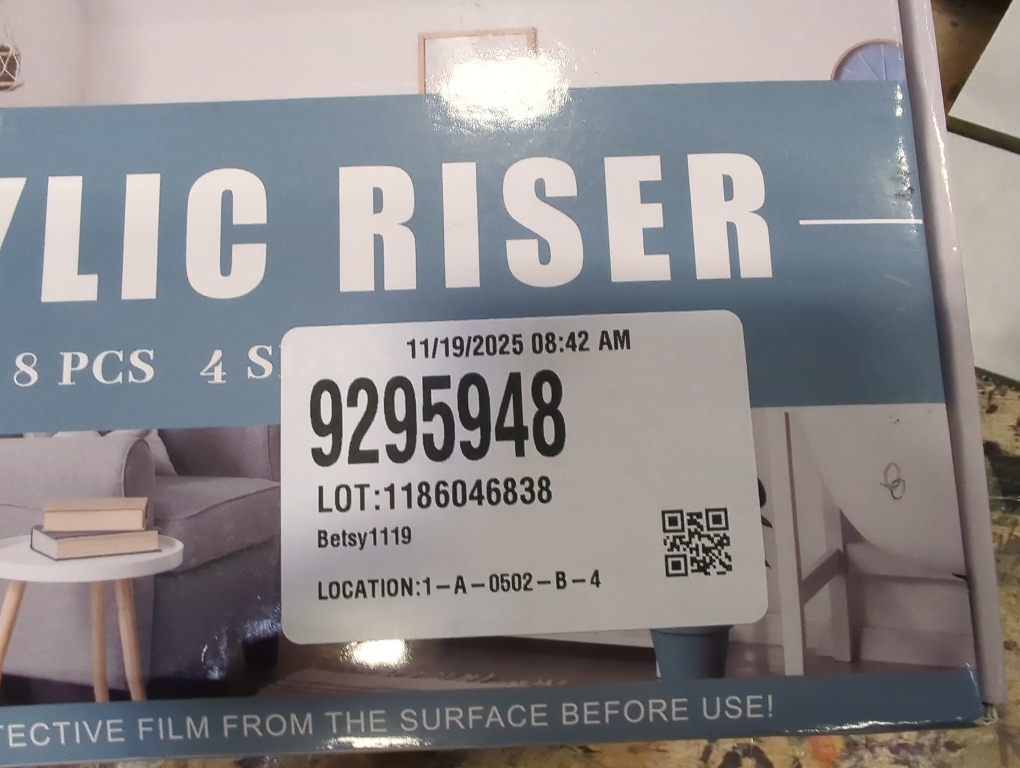 YLIC RISER
8 PCS 4 S
11/19/2025 08:42 AM
9295948
LOT:1186046838
Betsy1119
LOCATION:1-A-0502-B-4
TECTIVE FILM FROM THE SURFACE BEFORE USE!